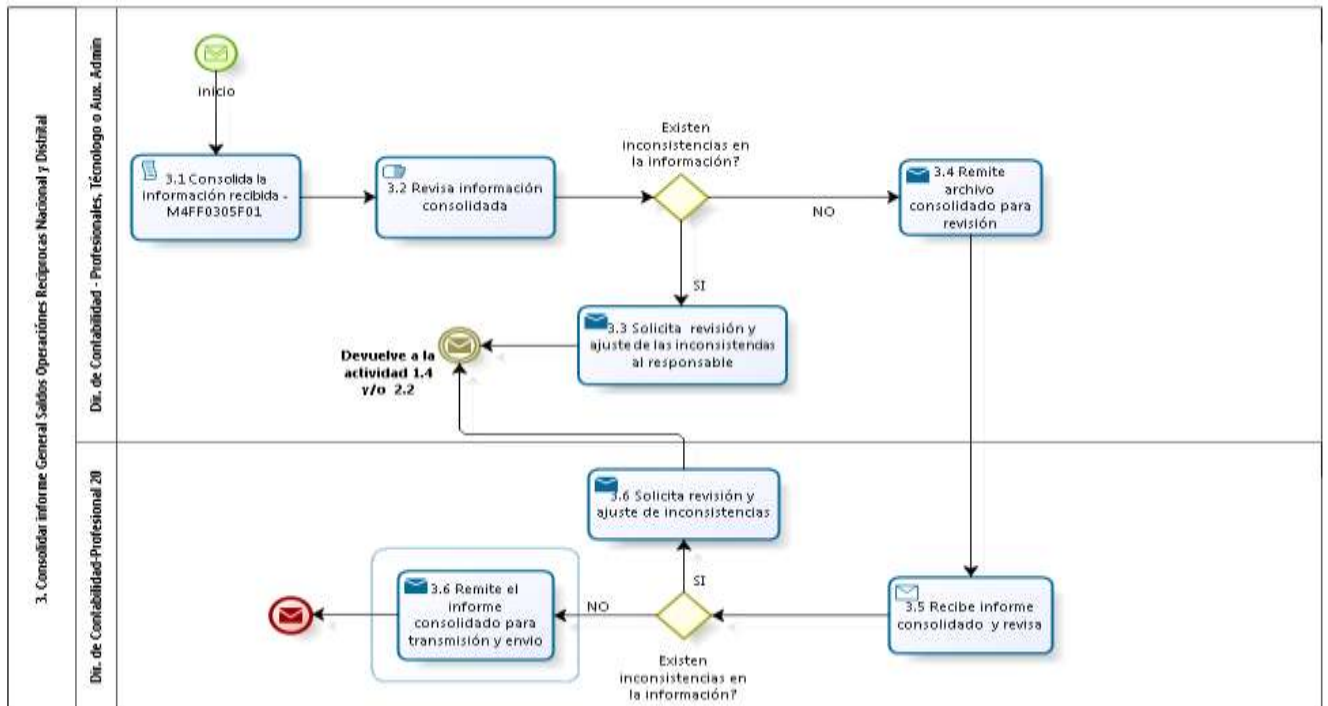 3. Consolidar informe General Saldos Operaciónes Reciprocas Nacional y Distrital
Dir. de Contabilidad - Profesionales, Técnologo o Aux. Admin
inicio
3.1 Consolida la
información recibida -
M4FF0305F01
3.2 Revisa información
consolidada
Existen
inconsistencias en
la información?
NO
3.4 Remite
archivo
consolidado para
revisión
SI
3.3 Solicita revisión y
ajuste de las inconsistencias
al responsable
Devuelve a la
actividad 1.4
y/o 2.2
Dir. de Contabilidad-Profesional 20
3.6 Solicita revisión y
ajuste de inconsistencias
SI
3.6 Remite el
informe
consolidado para
transmisión y envio
NO
3.5 Recibe informe
consolidado y revisa
Existen
inconsistencias en
la información?